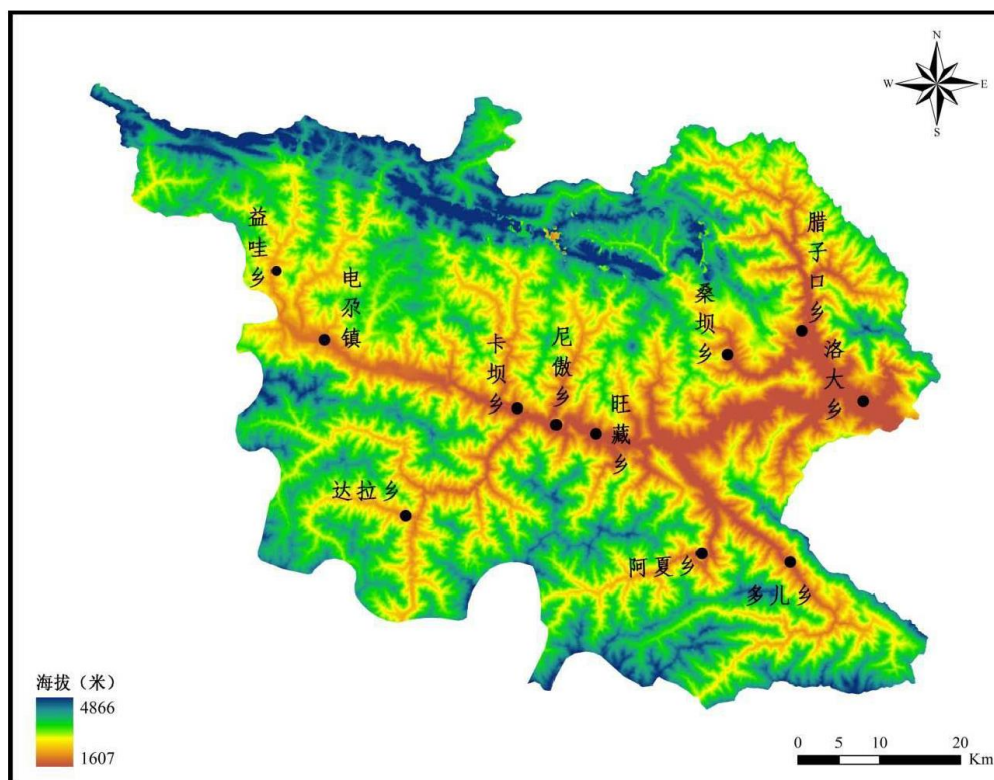 N
W
E
S
益哇乡
电尕镇
卡坝乡
尼傲乡
旺藏乡
桑坝乡
腊子口乡
洛大乡
达拉乡
阿夏乡
多儿乡
海拔（米）
4866
1607
0 5 10 20
Km